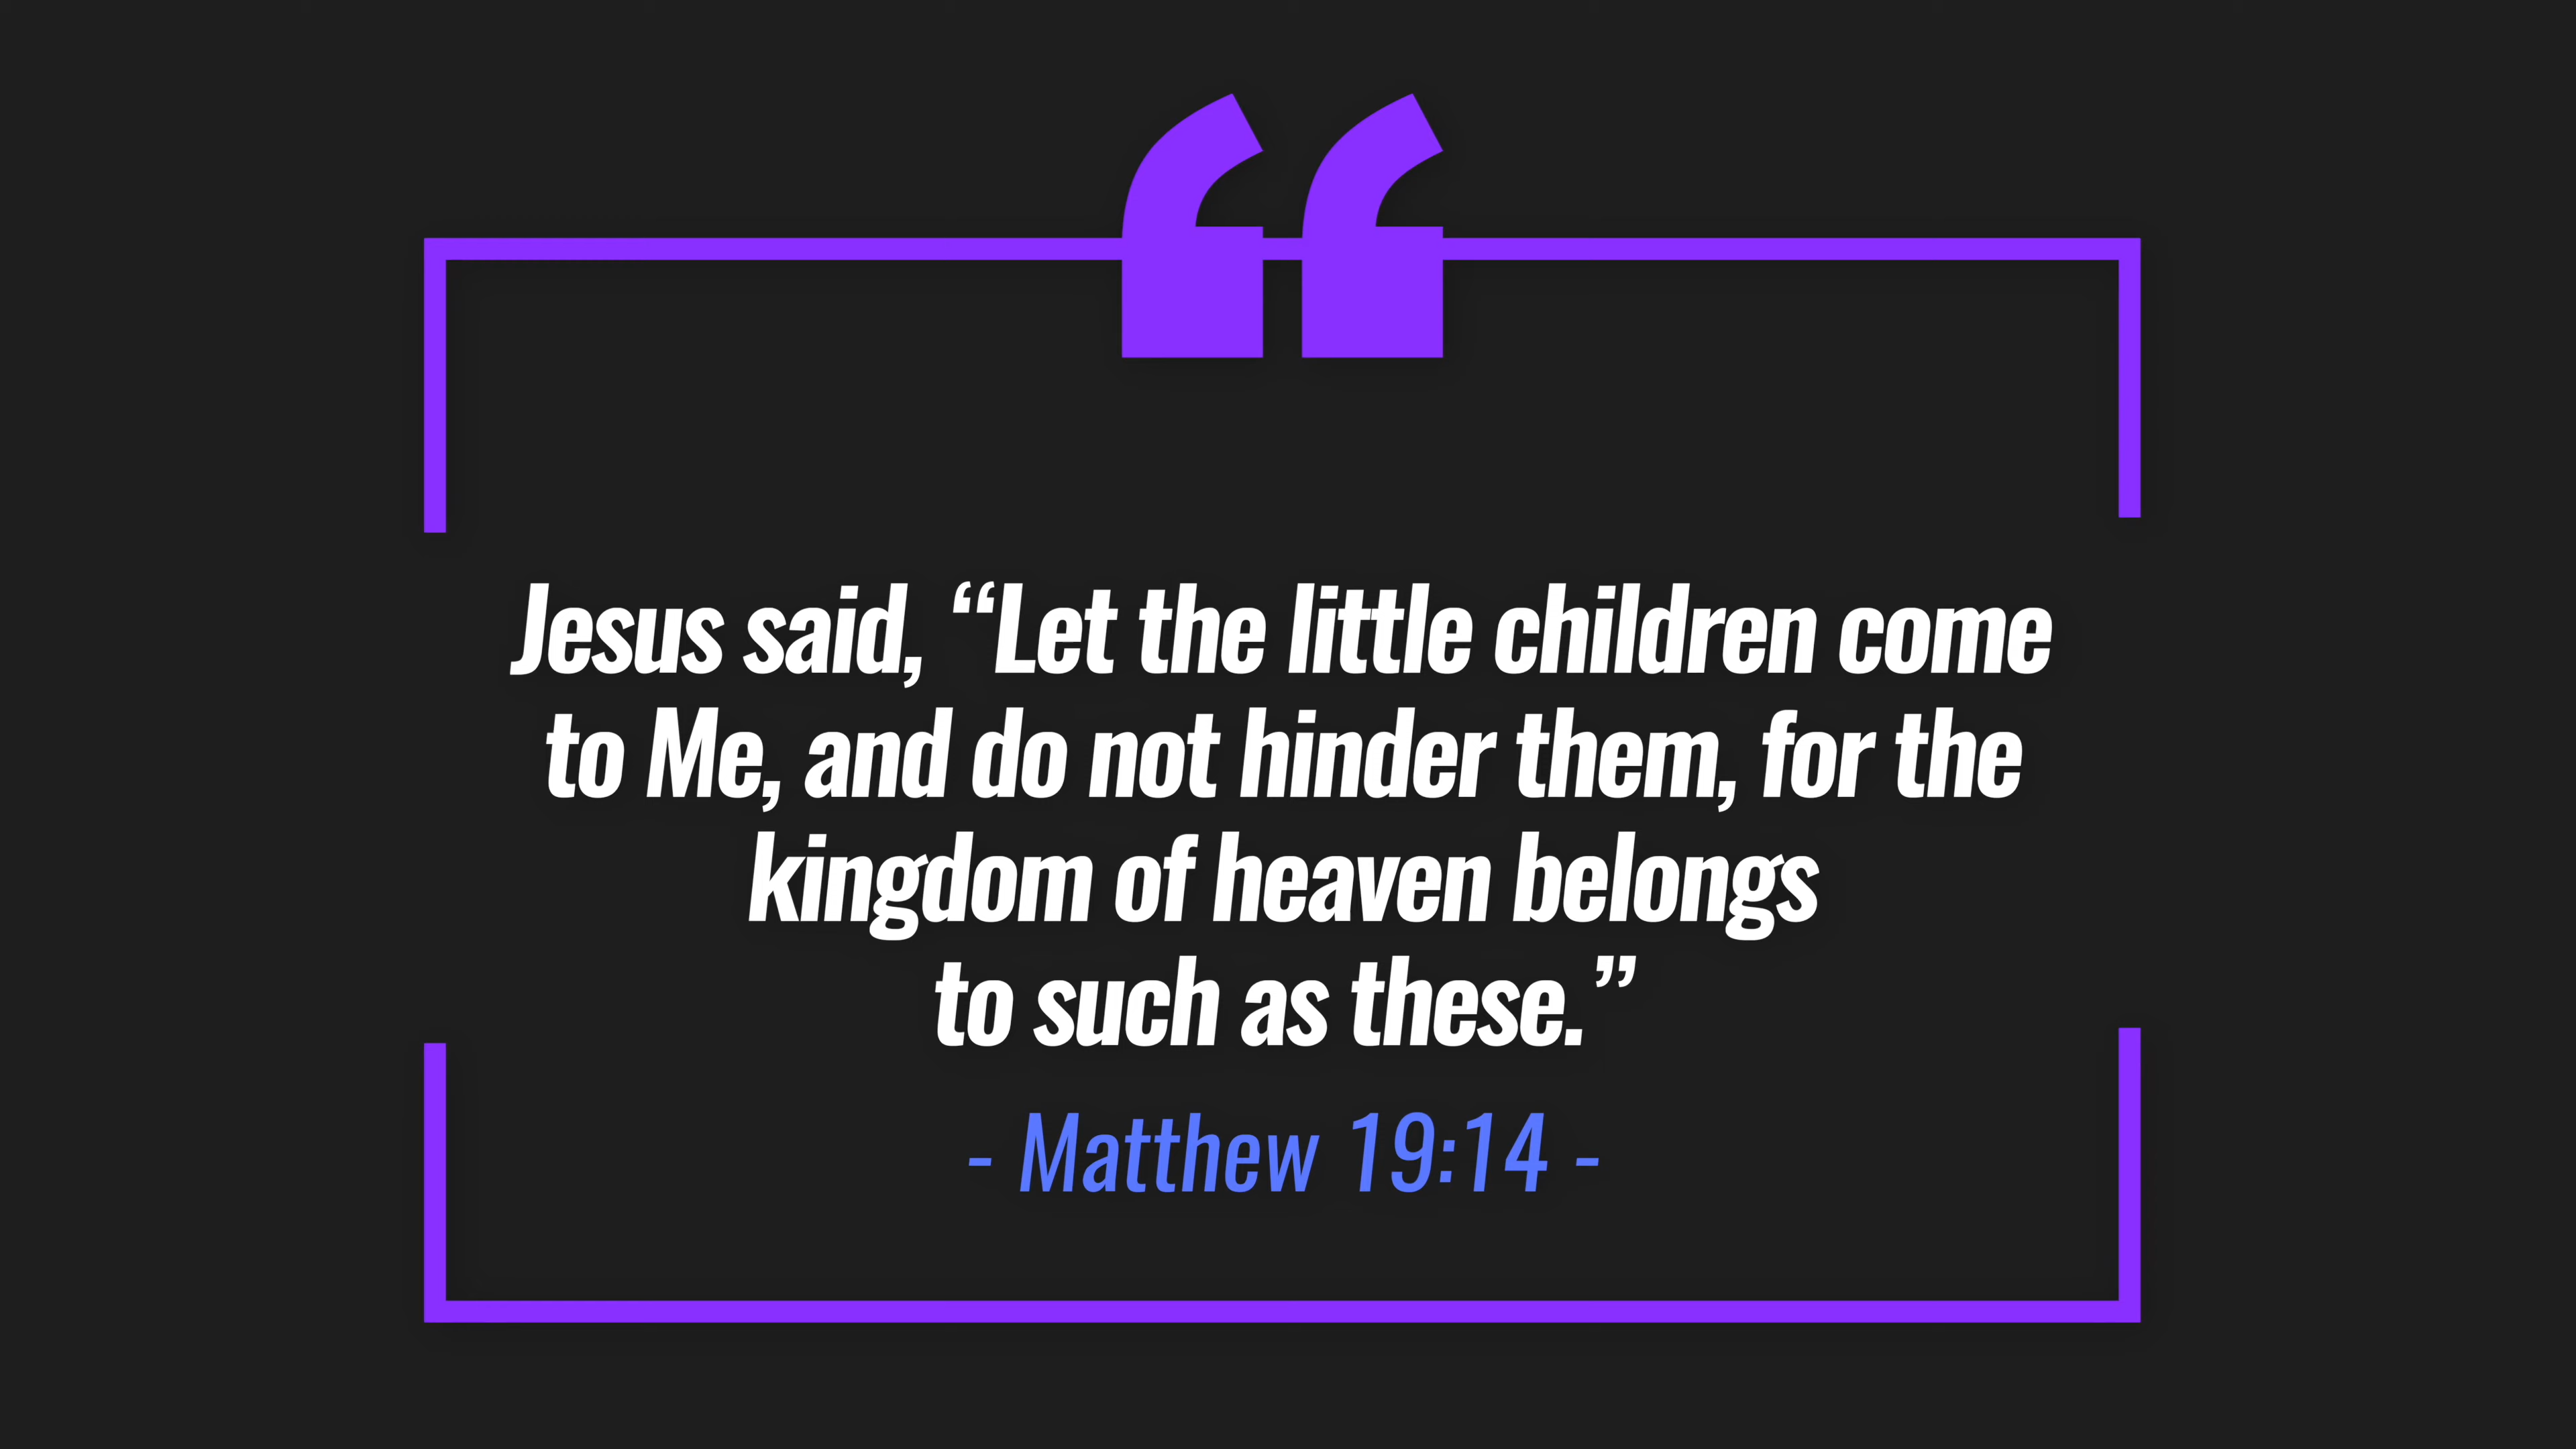 Jesus said, “Let the little children come
to Me, and do not hinder them, for the
kingdom of heaven belongs
to such as these.”
- Matthew 19:14 -